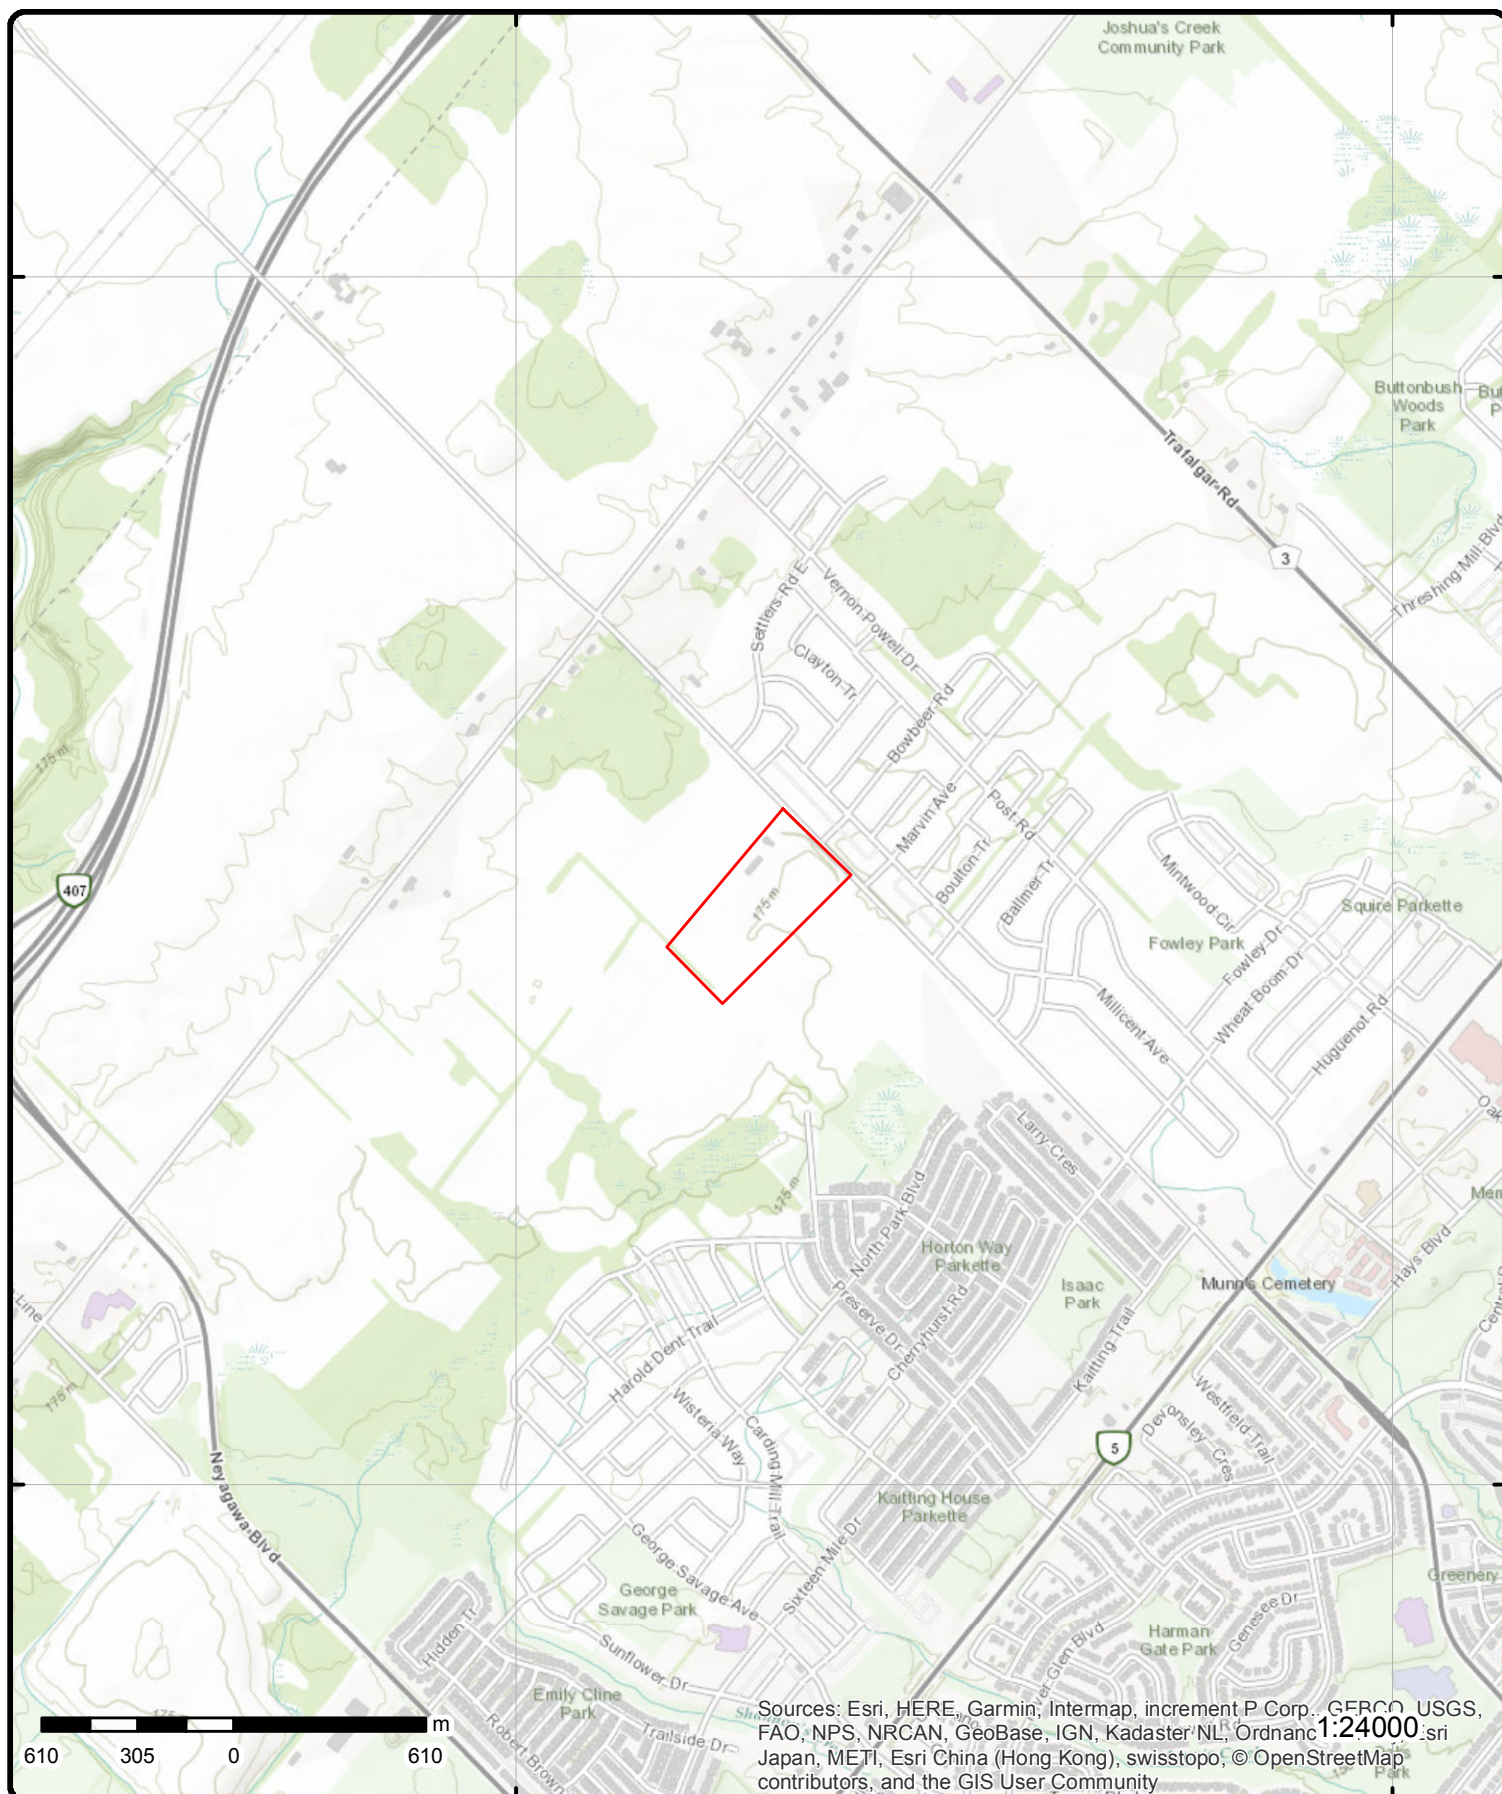 Joshua's Creek
Community Park
Buttonbush
Woods
Park
Trafalgar Rd
3
Threshing Mill Blvd
Settlers Rd E
Vernon Powell Dr
Clayton Tr
Bowbeer Rd
175 m
Marvin Ave
Post Rd
Boulton Tr
Ballmer Tr
Mintwood Cir
407
175 m
Squire Parkette
Fowley Park
Fowley Dr
Wheat Boom Dr
Millicent Ave
Huguenot Rd
Larry Cres
175 m
North Park Blvd
Horton Way
Parkette
Isaac
Park
Munn's Cemetery
Hays Blvd
Line
Preserve Dr
Cherryhurst Rd
Kaitting Trail
Harold Dent Trail
175 m
Wisteria Way
Carding Mill Trail
Westfield Trail
Devonsley Cres
5
Neyagawa Blvd
Kaitting House
Parkette
George Savage Ave
Sixteen Mile Dr
George
Savage Park
Greenery
Genesee Dr
Harman
Gate Park
Hidden Tr
Sunflower Dr
Emily Cline
Park
Trailside Dr
Robert Brown
Sources: Esri, HERE, Garmin, Intermap, increment P Corp., GEBCO, USGS,
FAO, NPS, NRCAN, GeoBase, IGN, Kadaster NL, Ordnanc
1:24000
Esri
Japan, METI, Esri China (Hong Kong), swisstopo, © OpenStreetMap
contributors, and the GIS User Community
Park
m
610 305 0 610